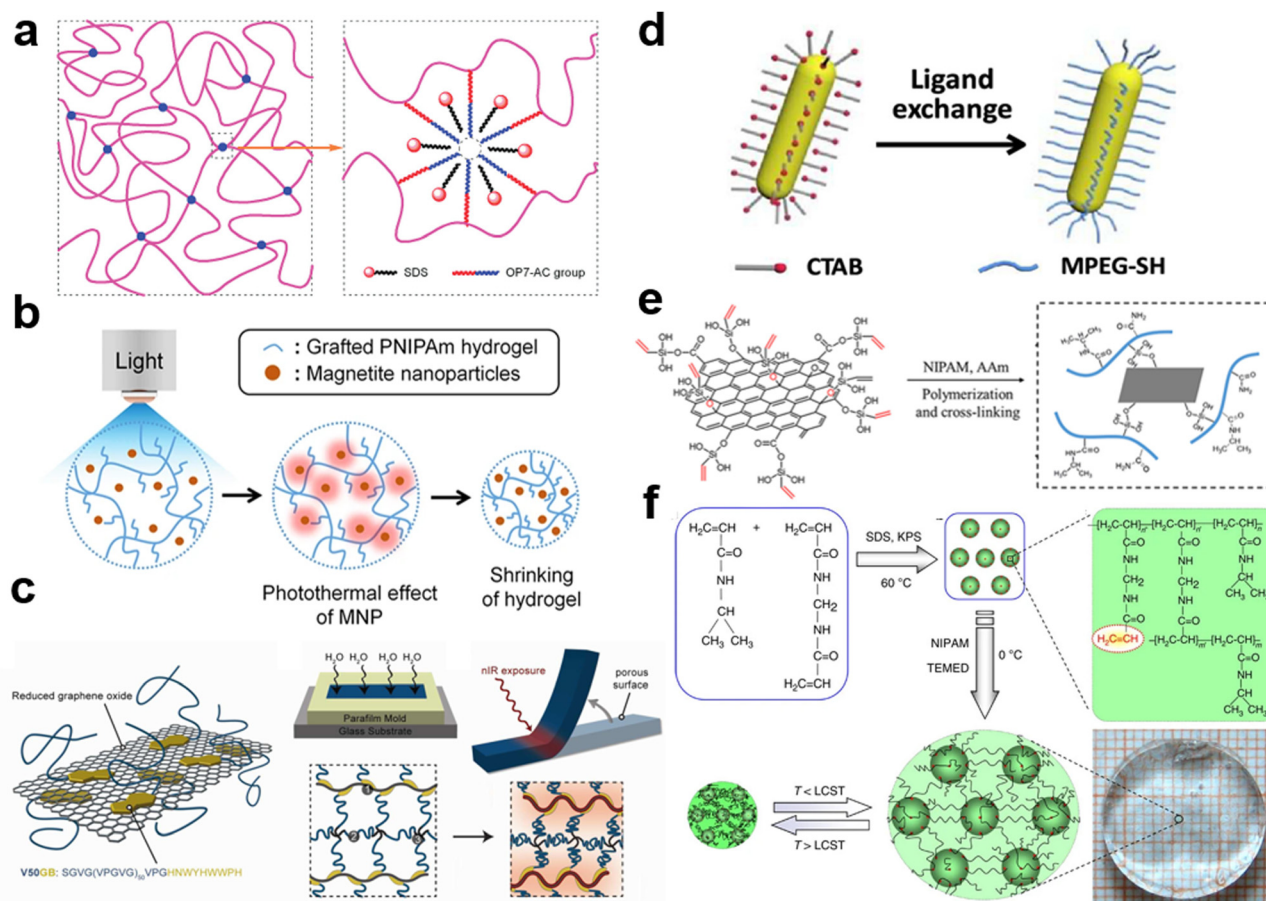 a
SDS
OP7-AC group
b
Light
: Grafted PNIPAm hydrogel
: Magnetite nanoparticles
Photothermal effect
of MNP
Shrinking
of hydrogel
c
Reduced graphene oxide
V50GB: SGVG(VPGVG)50VPGHNWYHWWPH
H2O H2O H2O H2O
Parafilm Mold
Glass Substrate
nIR exposure
porous
surface
d
Ligand
exchange
CTAB
MPEG-SH
e
NIPAM, AAm
Polymerization
and cross-linking
f
H2C=CH
C=O
NH
CH
CH3 CH3
+
H2C=CH
C=O
NH
CH2
NH
C=O
H2C=CH
SDS, KPS
60 °C
NIPAM
TEMED
0 °C
T < LCST
T > LCST